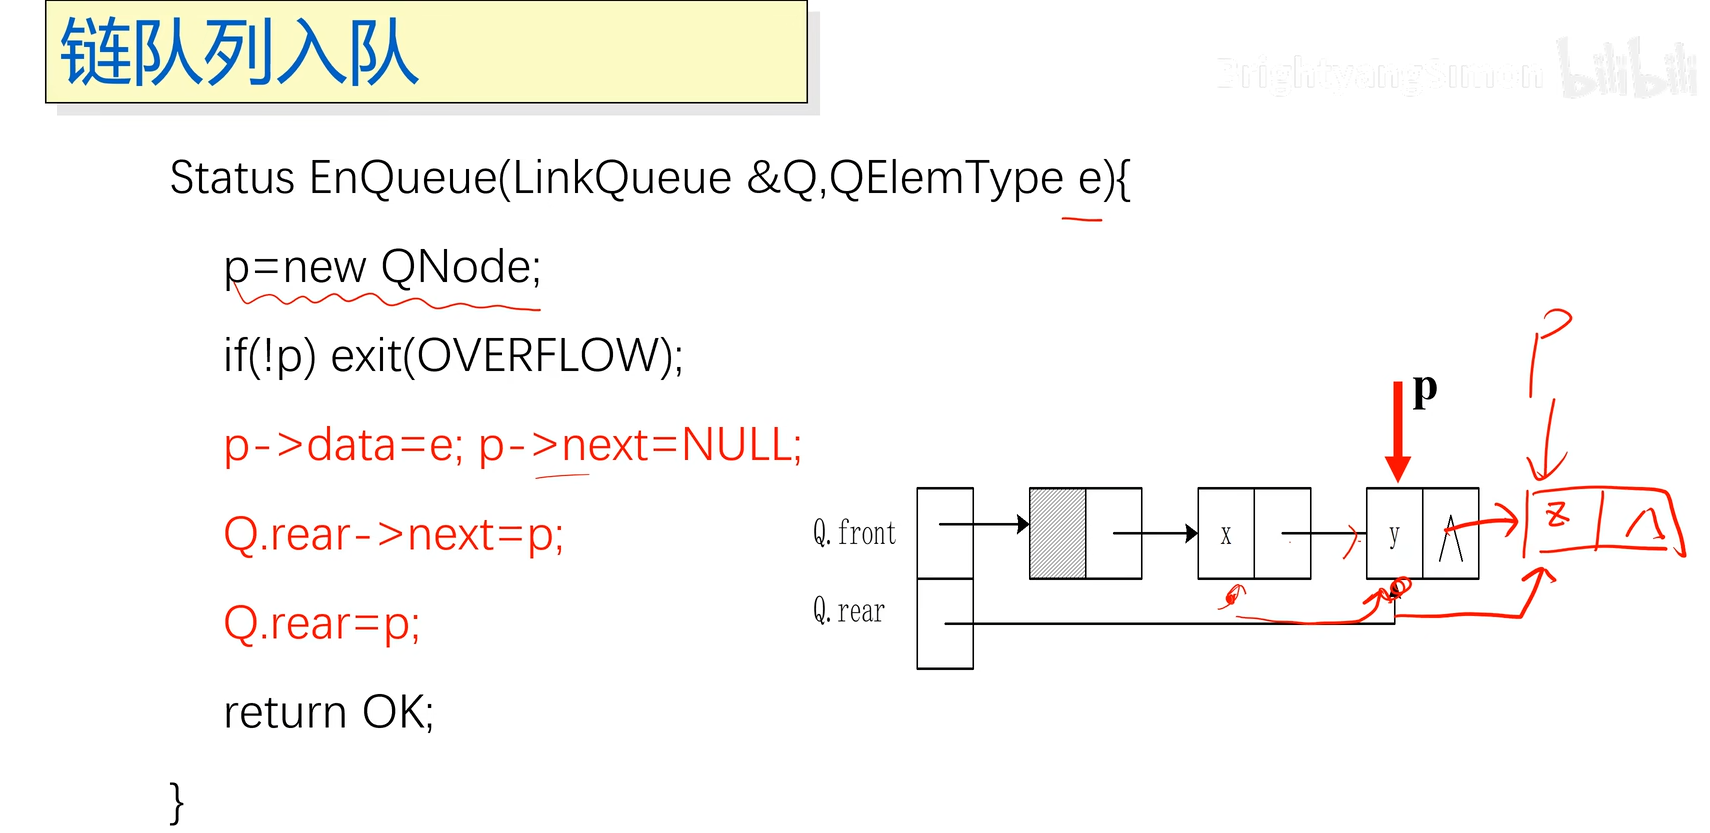 链队列入队
BrightyangSimon bilibili
Status EnQueue(LinkQueue &Q,QElemType e){
p=new QNode;
if(!p) exit(OVERFLOW);
p->data=e; p->next=NULL;
Q.rear->next=p;
Q.rear=p;
return OK;
}
p
p
Q.front
x
y
∧
z
∧
Q.rear